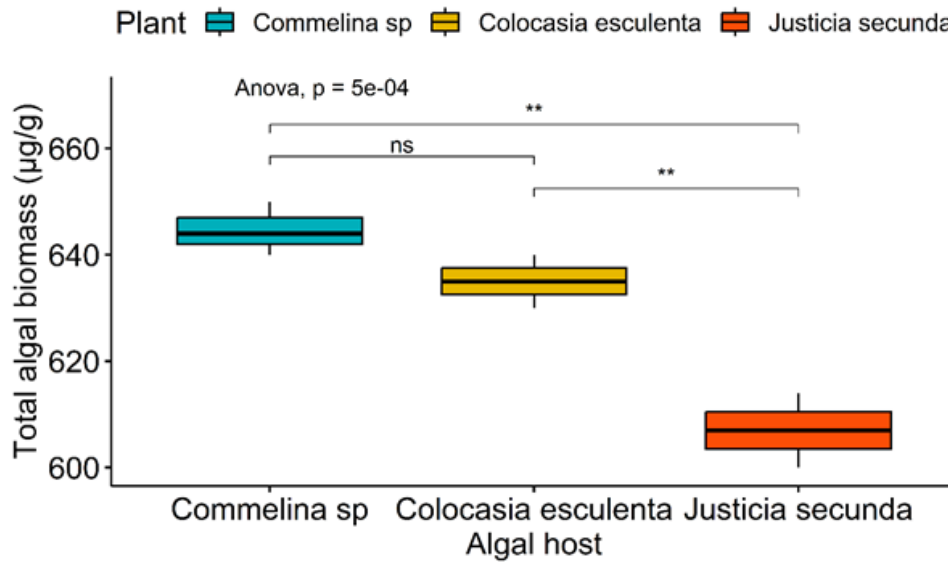 Plant Commelina sp Colocasia esculenta Justicia secunda
Anova, p = 5e-04
**
ns
**
Total algal biomass (µg/g)
660
640
620
600
Commelina sp Colocasia esculenta Justicia secunda
Algal host